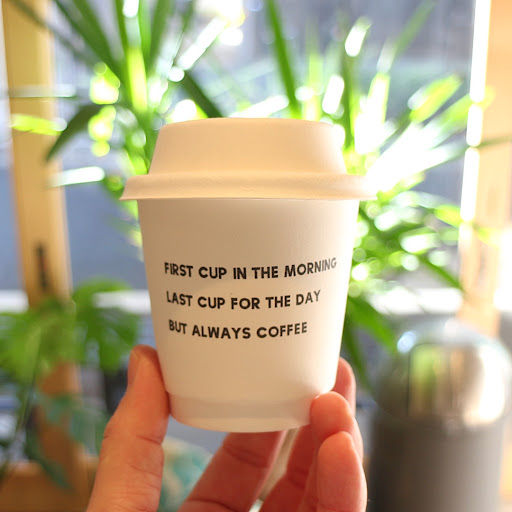 FIRST CUP IN THE MORNING
LAST CUP FOR THE DAY
BUT ALWAYS COFFEE